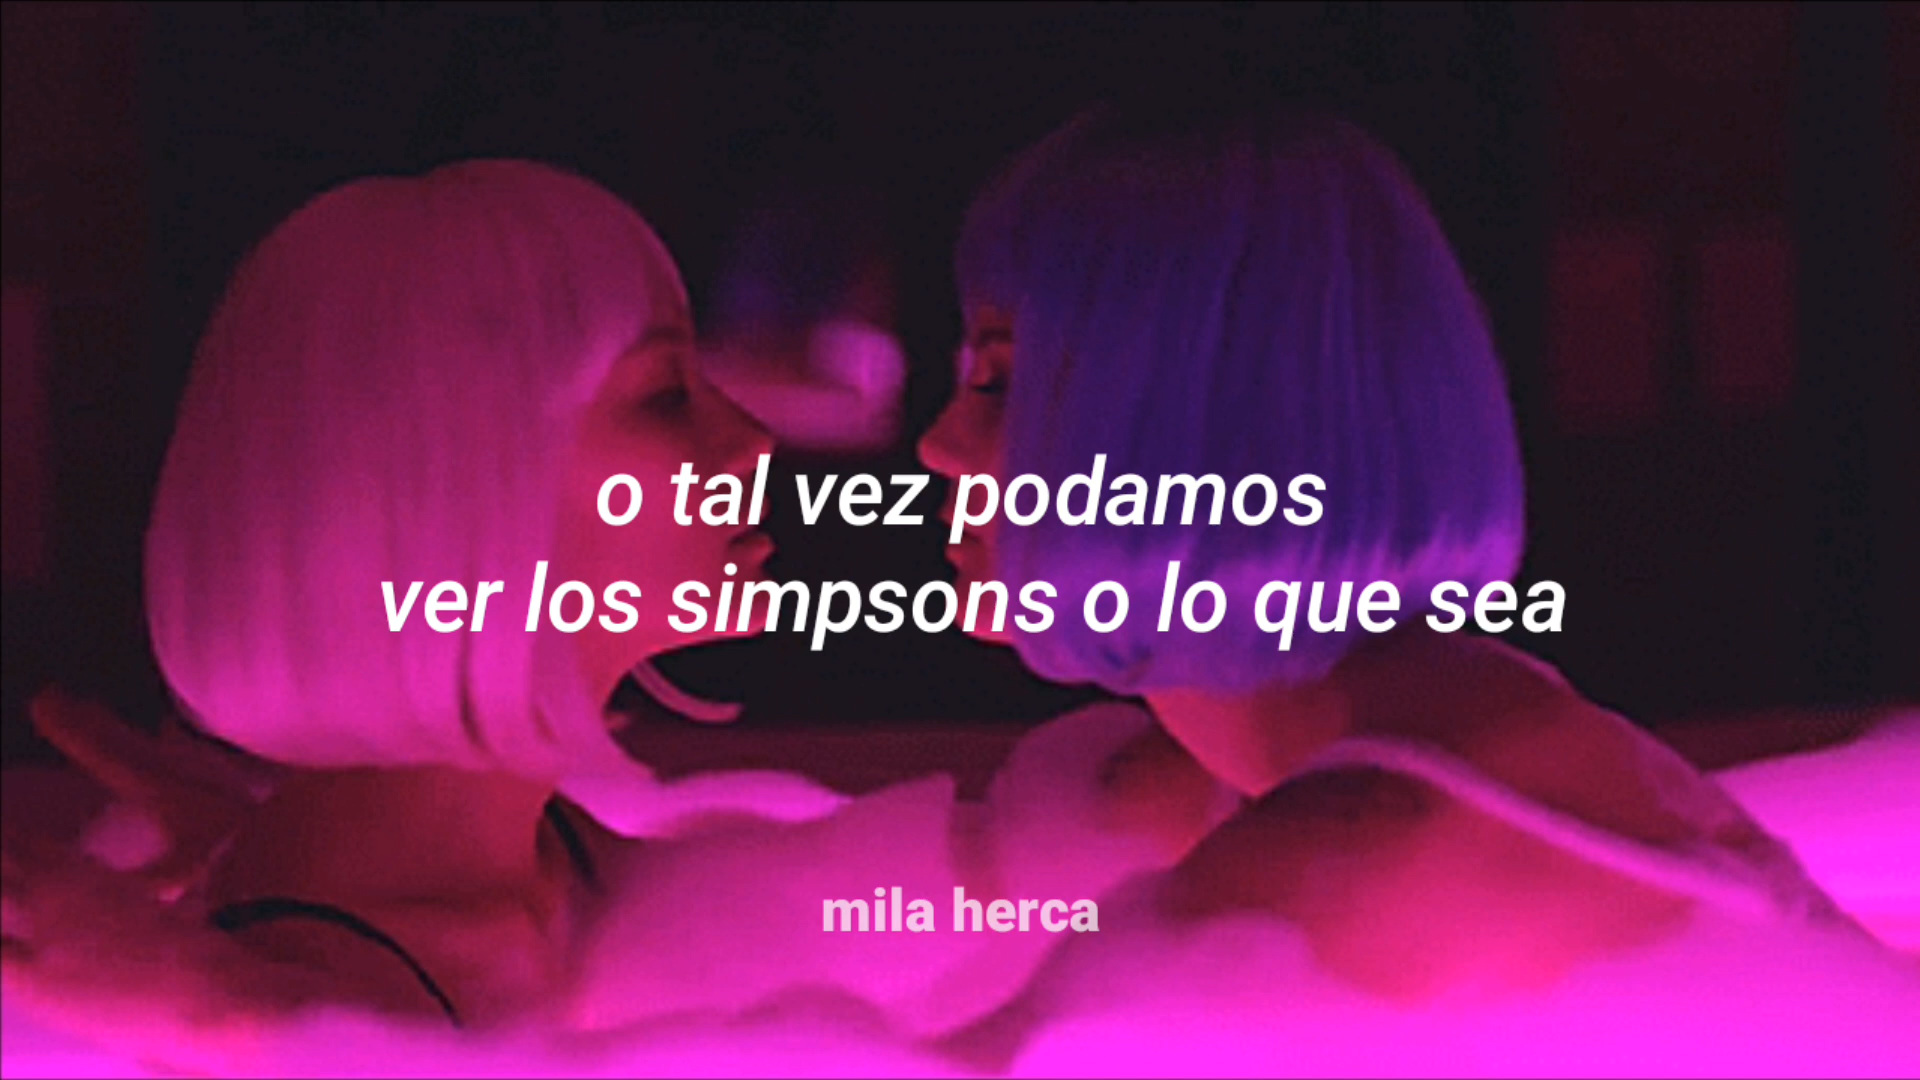 o tal vez podamos
ver los simpsons o lo que sea
mila herca